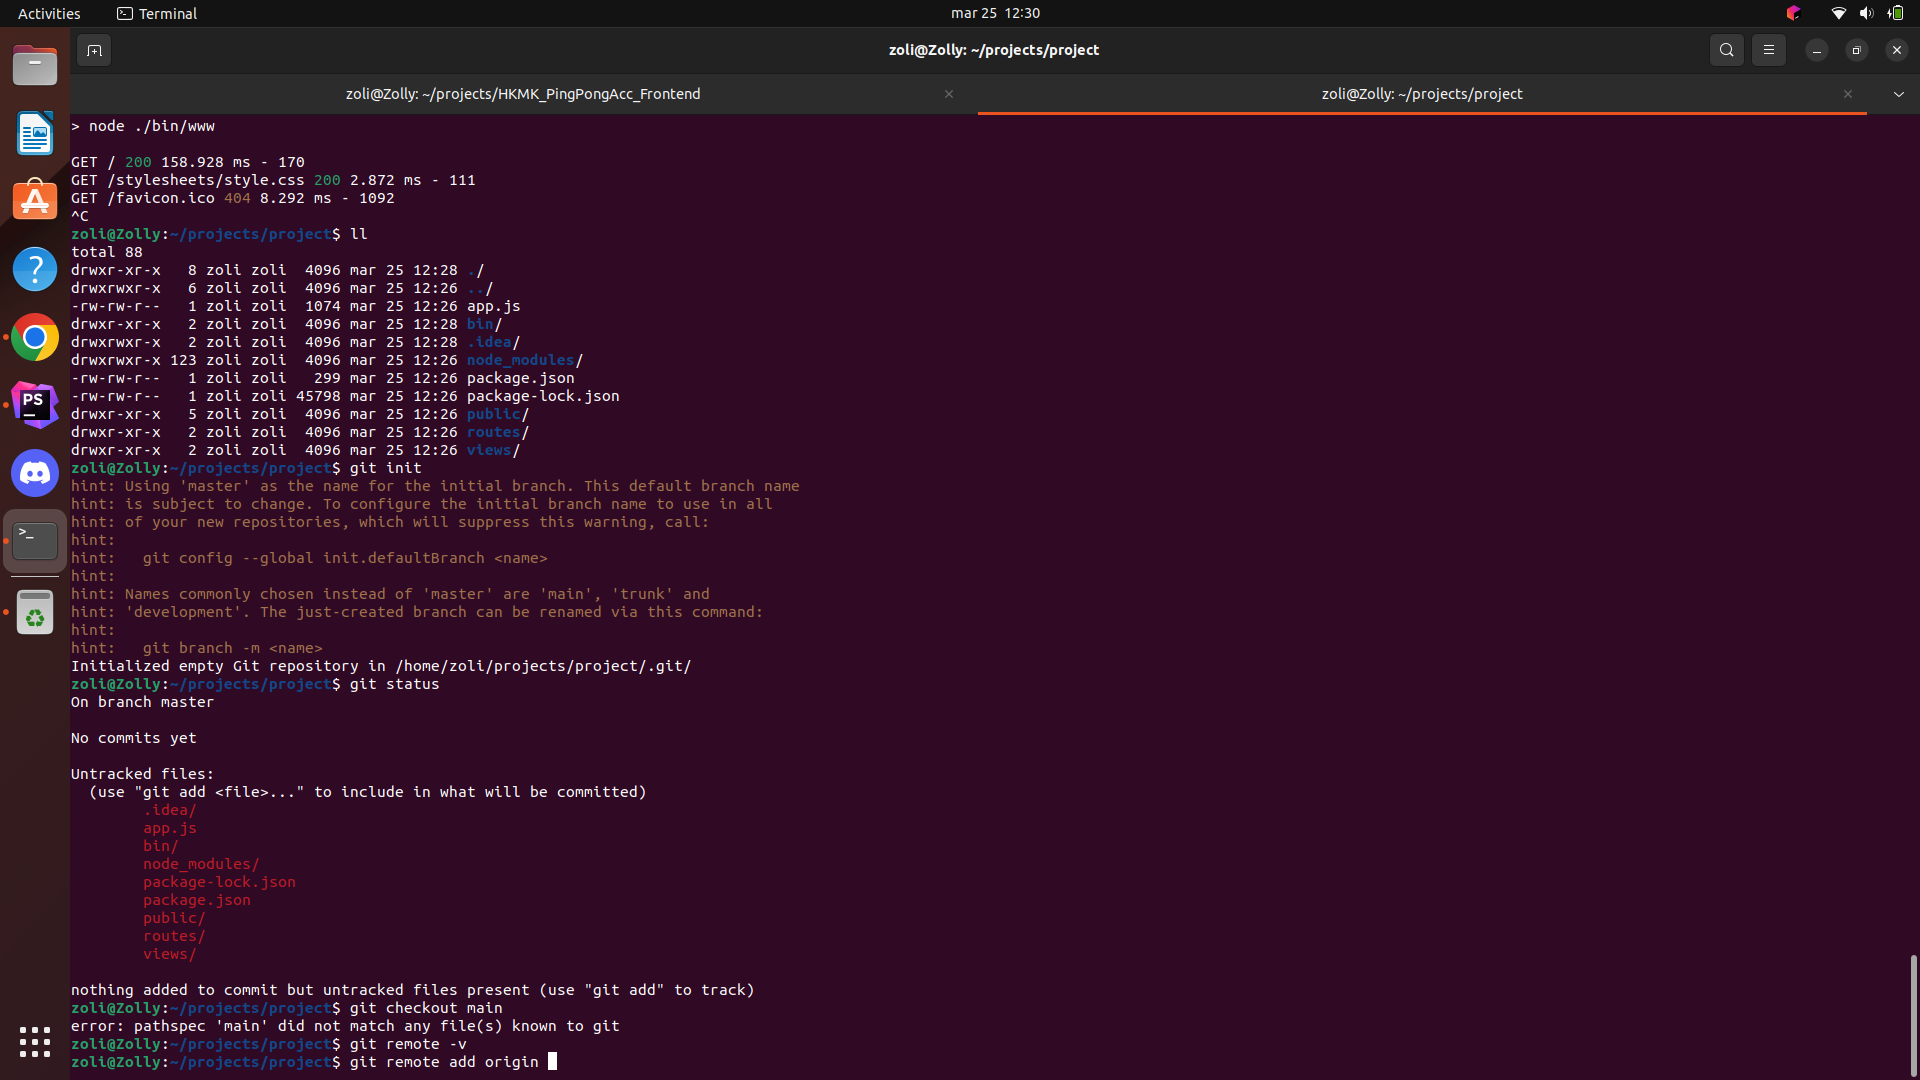 Activities
Terminal
mar 25 12:30
zoli@Zolly: ~/projects/project
zoli@Zolly: ~/projects/HKMK_PingPongAcc_Frontend
zoli@Zolly: ~/projects/project
> node ./bin/www
GET / 200 158.928 ms - 170
GET /stylesheets/style.css 200 2.872 ms - 111
GET /favicon.ico 404 8.292 ms - 1092
^C
zoli@Zolly:~/projects/project$ ll
total 88
drwxr-xr-x   8 zoli zoli  4096 mar 25 12:28 ./
drwxrwxr-x   6 zoli zoli  4096 mar 25 12:26 ../
-rw-rw-r--   1 zoli zoli  1074 mar 25 12:26 app.js
drwxr-xr-x   2 zoli zoli  4096 mar 25 12:28 bin/
drwxrwxr-x   2 zoli zoli  4096 mar 25 12:28 .idea/
drwxrwxr-x 123 zoli zoli  4096 mar 25 12:26 node_modules/
-rw-rw-r--   1 zoli zoli   299 mar 25 12:26 package.json
-rw-rw-r--   1 zoli zoli 45798 mar 25 12:26 package-lock.json
drwxr-xr-x   5 zoli zoli  4096 mar 25 12:26 public/
drwxr-xr-x   2 zoli zoli  4096 mar 25 12:26 routes/
drwxr-xr-x   2 zoli zoli  4096 mar 25 12:26 views/
zoli@Zolly:~/projects/project$ git init
hint: Using 'master' as the name for the initial branch. This default branch name
hint: is subject to change. To configure the initial branch name to use in all
hint: of your new repositories, which will suppress this warning, call:
hint:
hint:   git config --global init.defaultBranch <name>
hint:
hint: Names commonly chosen instead of 'master' are 'main', 'trunk' and
hint: 'development'. The just-created branch can be renamed via this command:
hint:
hint:   git branch -m <name>
Initialized empty Git repository in /home/zoli/projects/project/.git/
zoli@Zolly:~/projects/project$ git status
On branch master
No commits yet
Untracked files:
  (use "git add <file>..." to include in what will be committed)
        .idea/
        app.js
        bin/
        node_modules/
        package-lock.json
        package.json
        public/
        routes/
        views/
nothing added to commit but untracked files present (use "git add" to track)
zoli@Zolly:~/projects/project$ git checkout main
error: pathspec 'main' did not match any file(s) known to git
zoli@Zolly:~/projects/project$ git remote -v
zoli@Zolly:~/projects/project$ git remote add origin
PS